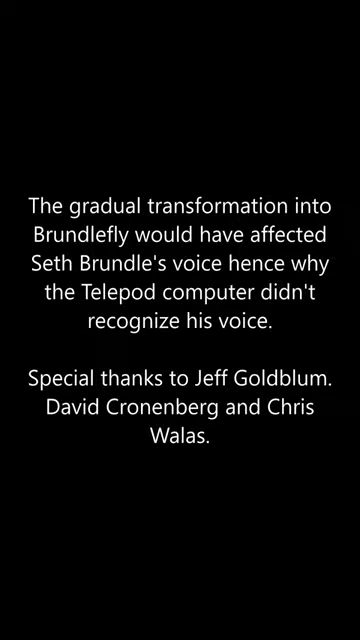 The gradual transformation into
Brundlefly would have affected
Seth Brundle's voice hence why
the Telepod computer didn't
recognize his voice.
Special thanks to Jeff Goldblum.
David Cronenberg and Chris
Walas.